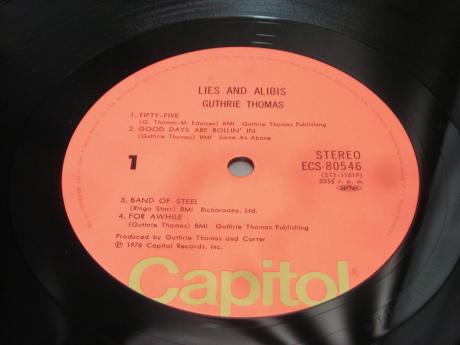 LIES AND ALIBIS
GUTHRIE THOMAS
1. FIFTY-FIVE
(G. Thomas-M. Edelsen) BMI Guthrie Thomas Publishing
2. GOOD DAYS ARE ROLLIN' IN
(Guthrie Thomas) BMI Same As Above
1
STEREO
ECS-80546
(STI-11519)
33⅓ r. p. m.
3. BAND OF STEEL
(Ringo Starr) BMI Richoroony, Ltd.
4. FOR AWHILE
(Guthrie Thomas) BMI Guthrie Thomas Publishing
Produced by Guthrie Thomas and Carter
Ⓟ 1976 Capitol Records, Inc.
Capitol®